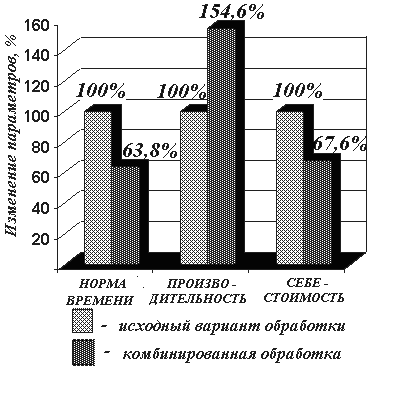 Изменение параметров, %
160
140
120
100
80
60
40
20
100%
63,8%
100%
154,6%
100%
67,6%
НОРМА
ВРЕМЕНИ
ПРОИЗВО-
ДИТЕЛЬНОСТЬ
СЕБЕ-
СТОИМОСТЬ
- исходный вариант обработки
- комбинированная обработка